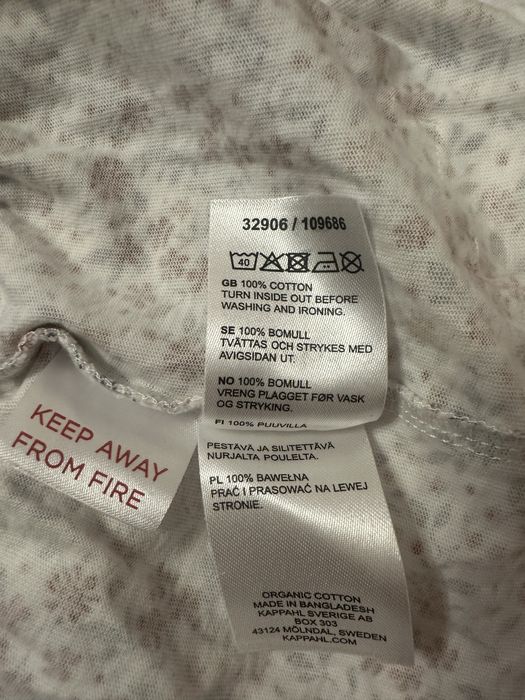 32906 / 109686
40
GB 100% COTTON
TURN INSIDE OUT BEFORE
WASHING AND IRONING.
SE 100% BOMULL
TVÄTTAS OCH STRYKES MED
AVIGSIDAN UT.
NO 100% BOMULL
VRENG PLAGGET FØR VASK
OG STRYKING.
FI 100% PUUVILLA
PESTÄVÄ JA SILITETTÄVÄ
NURJALTA POULELTA.
PL 100% BAWEŁNA
PRAĆ I PRASOWAĆ NA LEWEJ
STRONIE.
ORGANIC COTTON
MADE IN BANGLADESH
KAPPAHL SVERIGE AB
BOX 303
43124 MÖLNDAL, SWEDEN
KAPPAHL.COM
KEEP AWAY
FROM FIRE